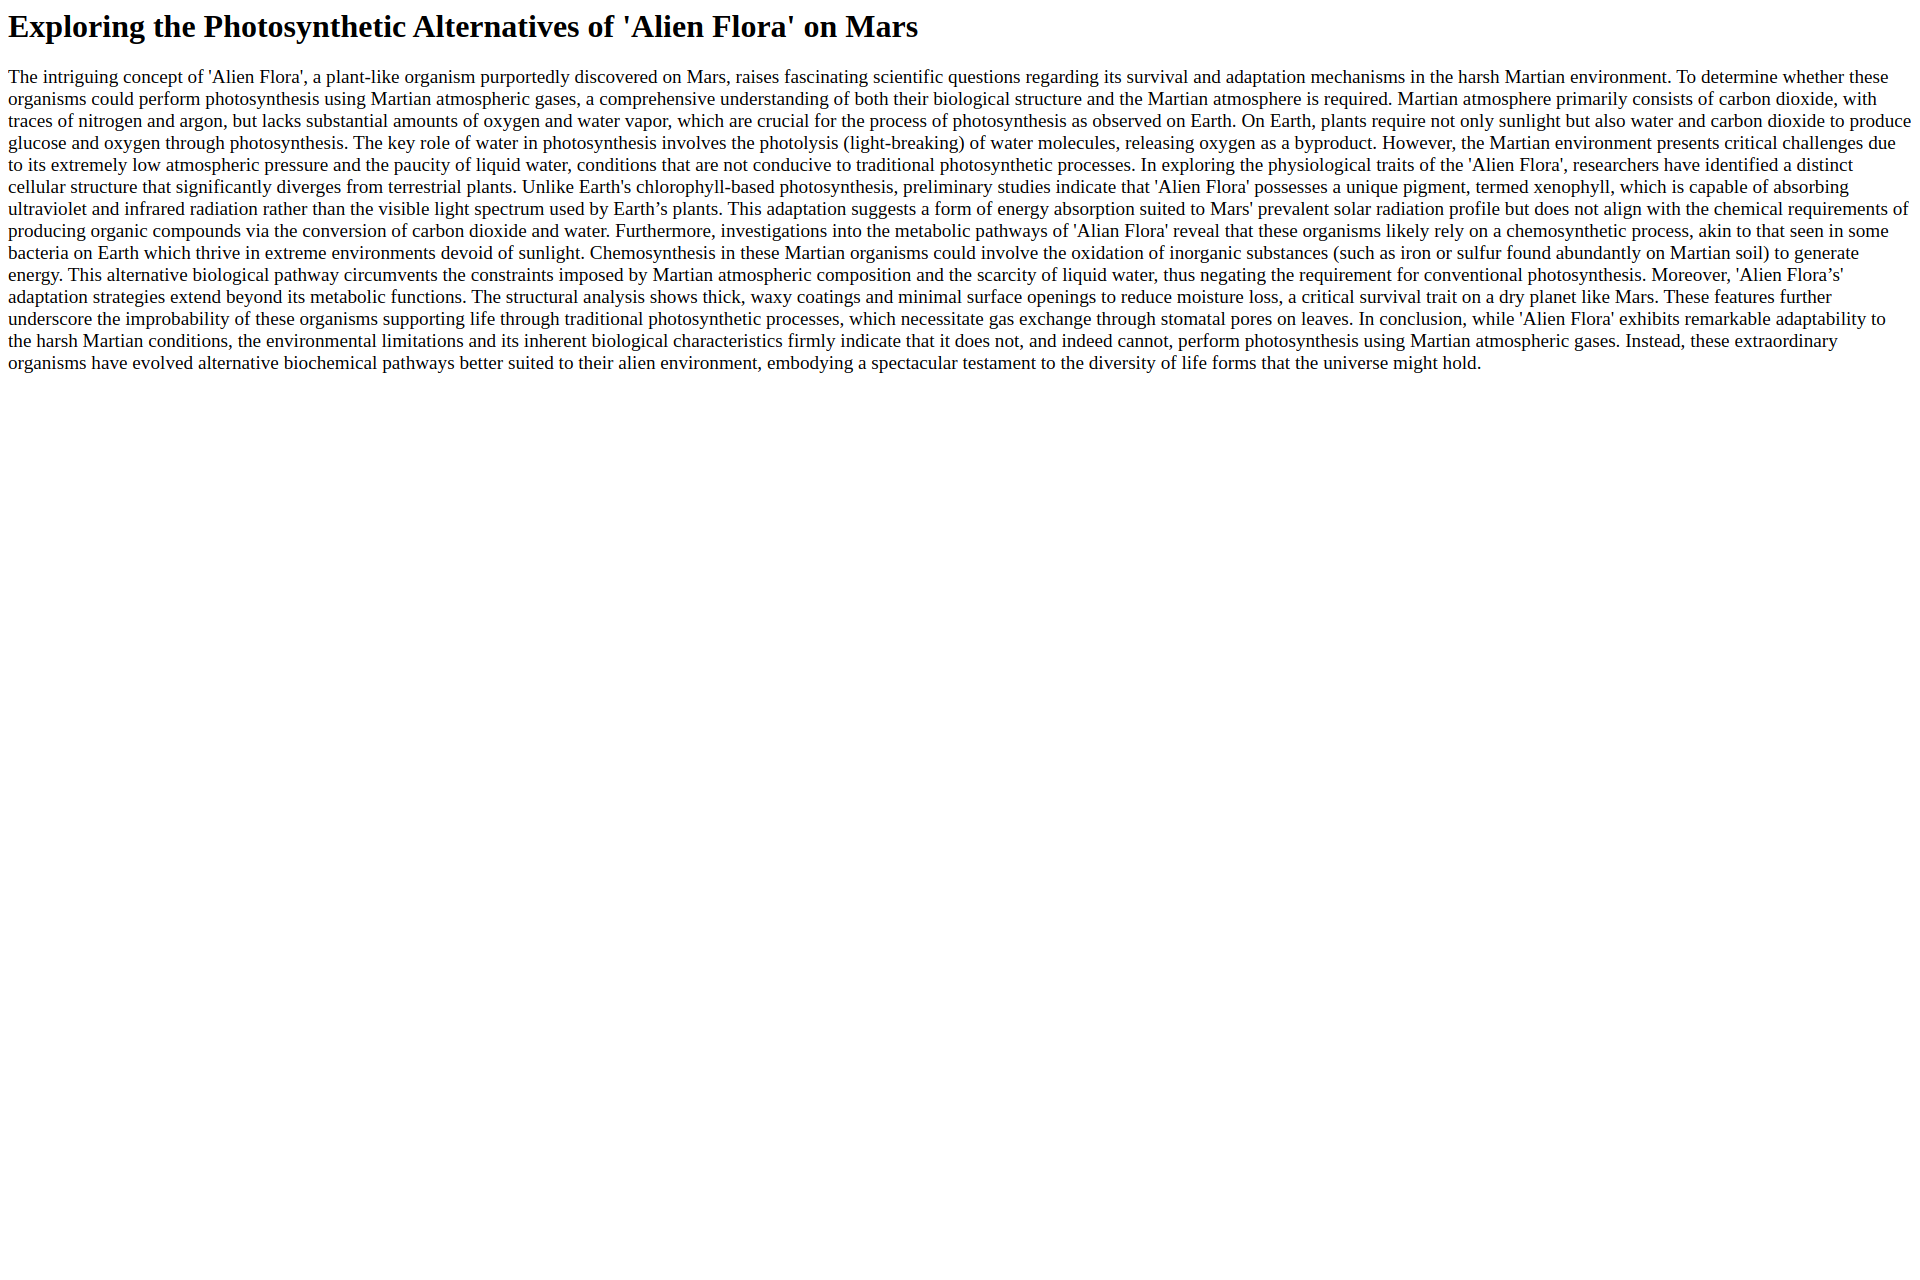 Exploring the Photosynthetic Alternatives of 'Alien Flora' on Mars
The intriguing concept of 'Alien Flora', a plant-like organism purportedly discovered on Mars, raises fascinating scientific questions regarding its survival and adaptation mechanisms in the harsh Martian environment. To determine whether these
organisms could perform photosynthesis using Martian atmospheric gases, a comprehensive understanding of both their biological structure and the Martian atmosphere is required. Martian atmosphere primarily consists of carbon dioxide, with
traces of nitrogen and argon, but lacks substantial amounts of oxygen and water vapor, which are crucial for the process of photosynthesis as observed on Earth. On Earth, plants require not only sunlight but also water and carbon dioxide to produce
glucose and oxygen through photosynthesis. The key role of water in photosynthesis involves the photolysis (light-breaking) of water molecules, releasing oxygen as a byproduct. However, the Martian environment presents critical challenges due
to its extremely low atmospheric pressure and the paucity of liquid water, conditions that are not conducive to traditional photosynthetic processes. In exploring the physiological traits of the 'Alien Flora', researchers have identified a distinct
cellular structure that significantly diverges from terrestrial plants. Unlike Earth's chlorophyll-based photosynthesis, preliminary studies indicate that 'Alien Flora' possesses a unique pigment, termed xenophyll, which is capable of absorbing
ultraviolet and infrared radiation rather than the visible light spectrum used by Earth’s plants. This adaptation suggests a form of energy absorption suited to Mars' prevalent solar radiation profile but does not align with the chemical requirements of
producing organic compounds via the conversion of carbon dioxide and water. Furthermore, investigations into the metabolic pathways of 'Alian Flora' reveal that these organisms likely rely on a chemosynthetic process, akin to that seen in some
bacteria on Earth which thrive in extreme environments devoid of sunlight. Chemosynthesis in these Martian organisms could involve the oxidation of inorganic substances (such as iron or sulfur found abundantly on Martian soil) to generate
energy. This alternative biological pathway circumvents the constraints imposed by Martian atmospheric composition and the scarcity of liquid water, thus negating the requirement for conventional photosynthesis. Moreover, 'Alien Flora’s'
adaptation strategies extend beyond its metabolic functions. The structural analysis shows thick, waxy coatings and minimal surface openings to reduce moisture loss, a critical survival trait on a dry planet like Mars. These features further
underscore the improbability of these organisms supporting life through traditional photosynthetic processes, which necessitate gas exchange through stomatal pores on leaves. In conclusion, while 'Alien Flora' exhibits remarkable adaptability to
the harsh Martian conditions, the environmental limitations and its inherent biological characteristics firmly indicate that it does not, and indeed cannot, perform photosynthesis using Martian atmospheric gases. Instead, these extraordinary
organisms have evolved alternative biochemical pathways better suited to their alien environment, embodying a spectacular testament to the diversity of life forms that the universe might hold.